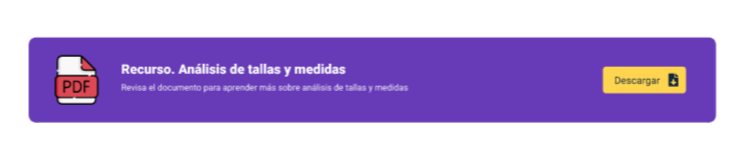 PDF
Recurso. Análisis de tallas y medidas
Revisa el documento para aprender más sobre análisis de tallas y medidas
Descargar